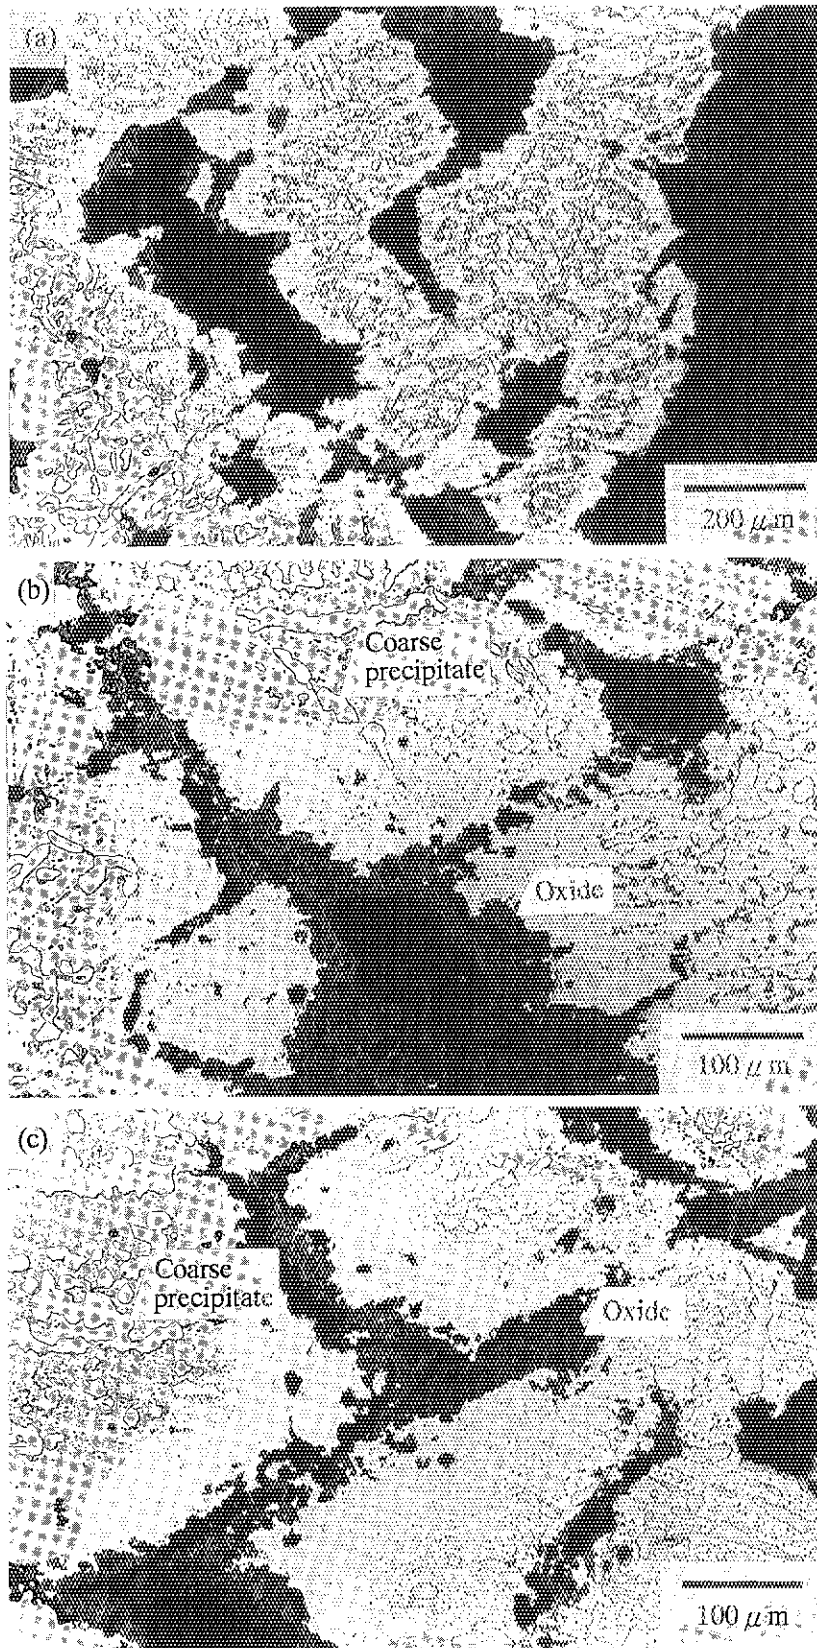 (a)
200 μm
(b)
Coarse
precipitate
Oxide
100 μm
(c)
Coarse
precipitate
Oxide
100 μm